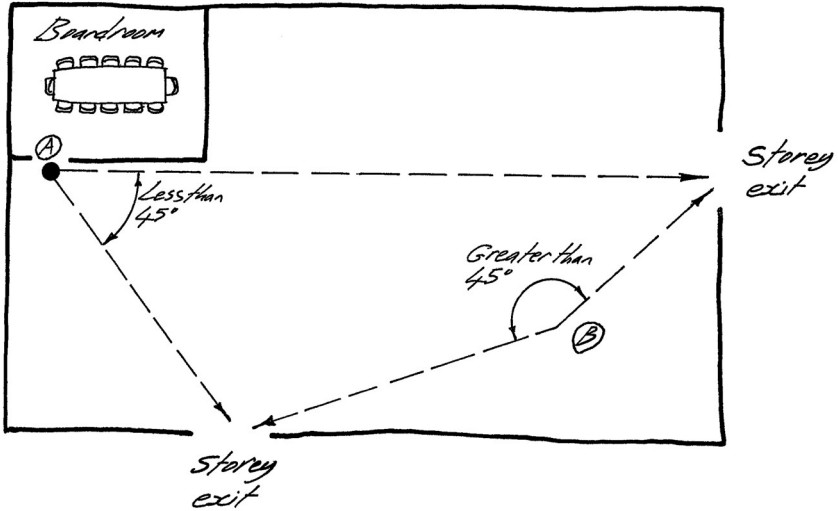 Boardroom
A
Less than
45°
Storey
exit
Greater than
45°
B
Storey
exit